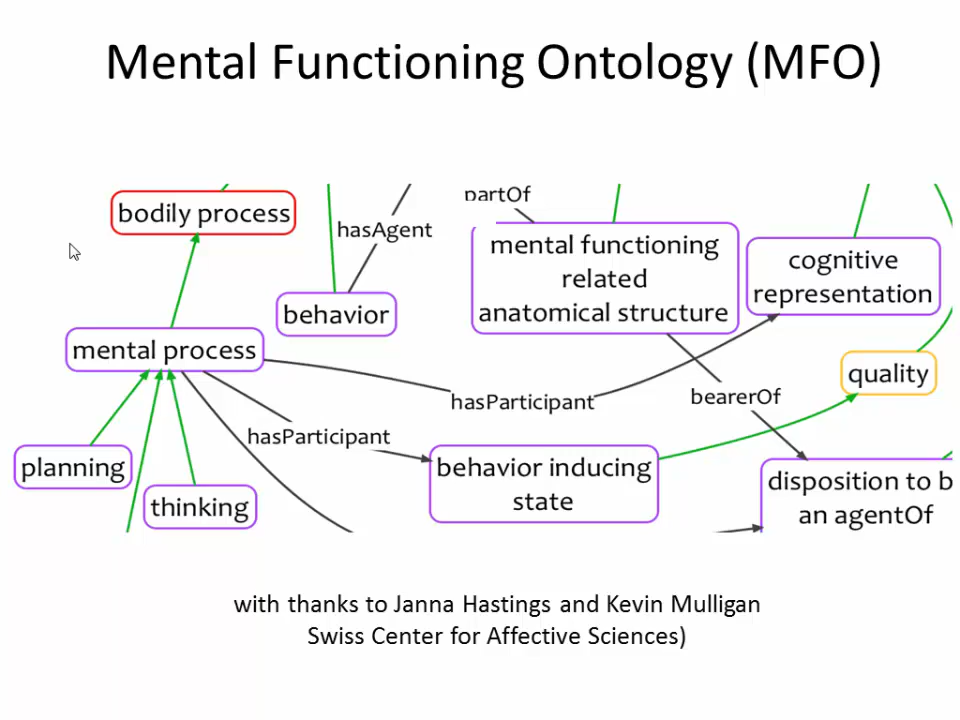 Mental Functioning Ontology (MFO)
partOf
bodily process
hasAgent
mental functioning
related
anatomical structure
cognitive
representation
behavior
mental process
quality
hasParticipant
bearerOf
hasParticipant
planning
thinking
behavior inducing
state
disposition to b
an agentOf
with thanks to Janna Hastings and Kevin Mulligan
Swiss Center for Affective Sciences)